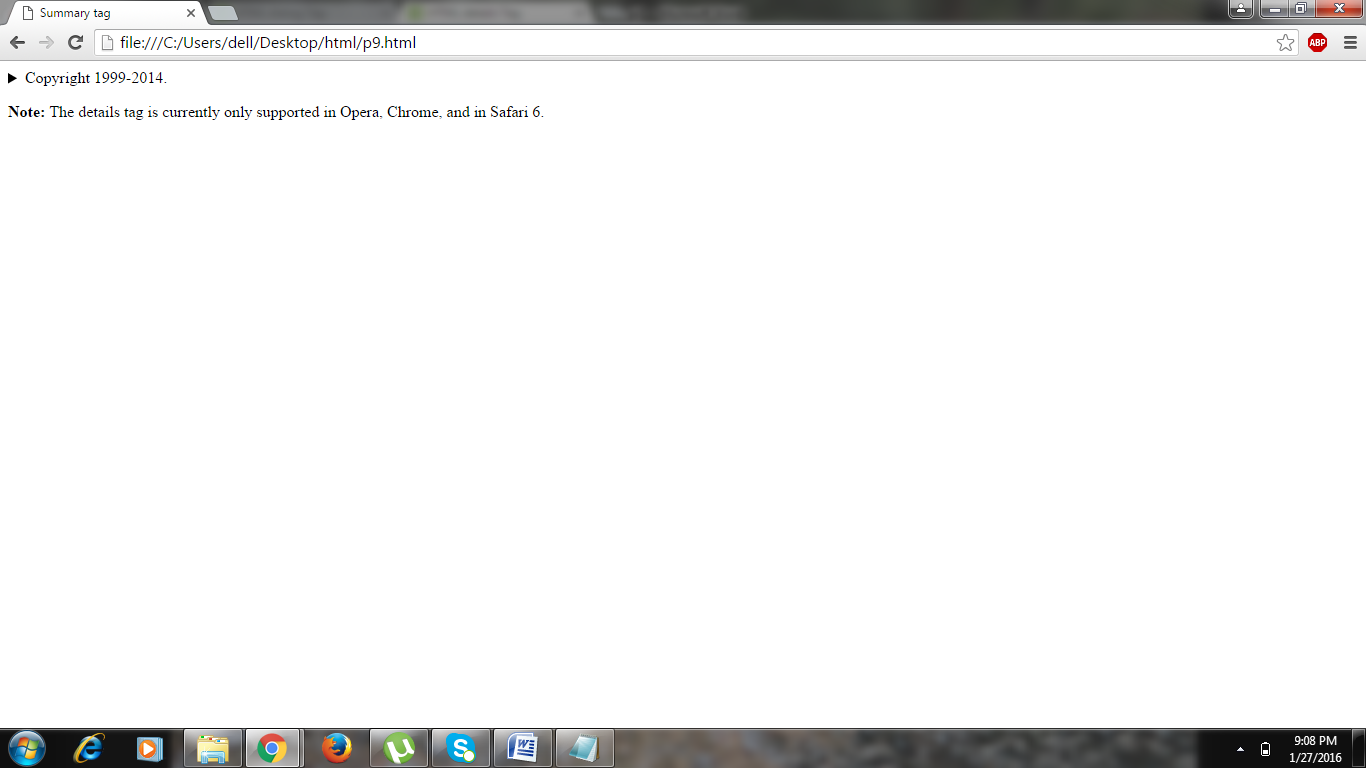 Summary tag
file:///C:/Users/dell/Desktop/html/p9.html
ABP
Copyright 1999-2014.
Note: The details tag is currently only supported in Opera, Chrome, and in Safari 6.
9:08 PM
1/27/2016